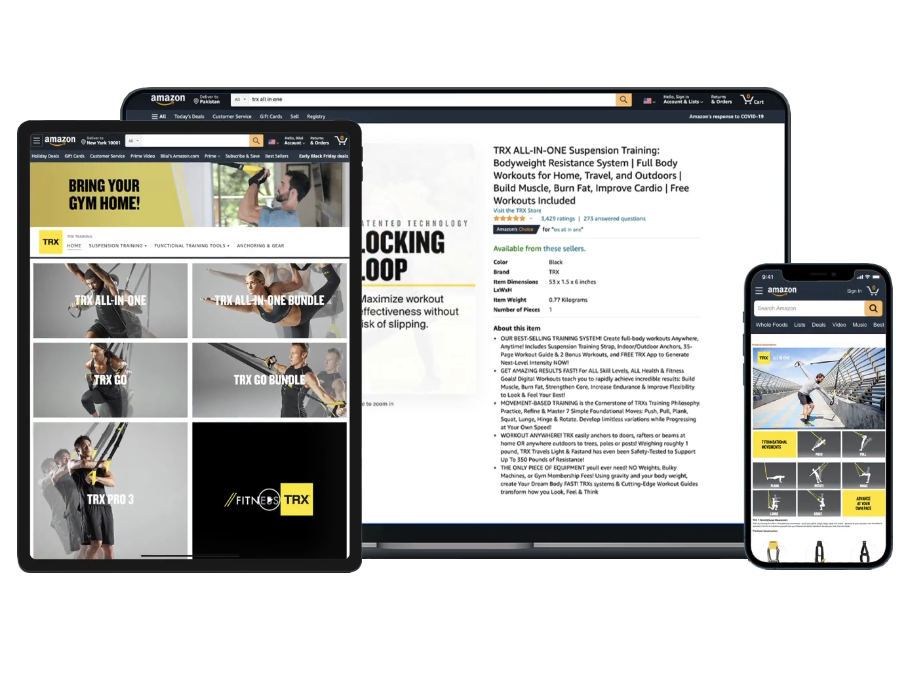 amazon
Deliver to
Pakistan
All
trx all in one
Hello, Sign in
Account & Lists
Returns
& Orders
0
Cart
All
Today's Deals
Customer Service
Gift Cards
Sell
Registry
Amazon's response to COVID-19
ATENTED TECHNOLOGY
LOCKING
LOOP
Maximize workout
effectiveness without
isk of slipping.
e to zoom in
TRX ALL-IN-ONE Suspension Training:
Bodyweight Resistance System | Full Body
Workouts for Home, Travel, and Outdoors |
Build Muscle, Burn Fat, Improve Cardio | Free
Workouts Included
Visit the TRX Store
3,429 ratings | 273 answered questions
Amazon's Choice for "trx all in one"
Available from these sellers.
Color Black
Brand TRX
Item Dimensions 53 x 1.5 x 6 inches
LxWxH
Item Weight 0.77 Kilograms
Number of Pieces 1
About this item
• OUR BEST-SELLING TRAINING SYSTEM! Create full-body workouts Anywhere,
Anytime! Includes Suspension Training Strap, Indoor/Outdoor Anchors, 35-
Page Workout Guide & 2 Bonus Workouts, and FREE TRX App to Generate
Next-Level Intensity NOW!
• GET AMAZING RESULTS FAST! For ALL Skill Levels, ALL Health & Fitness
Goals! Digital Workouts teach you to rapidly achieve incredible results: Build
Muscle, Burn Fat, Strengthen Core, Increase Endurance & Improve Flexibility
to Look & Feel Your Best!
• MOVEMENT-BASED TRAINING is the Cornerstone of TRXs Training Philosophy.
Practice, Refine & Master 7 Simple Foundational Moves: Push, Pull, Plank,
Squat, Lunge, Hinge & Rotate. Develop limitless variations while Progressing
at Your Own Speed!
• WORKOUT ANYWHERE! TRX easily anchors to doors, rafters or beams at
home OR anywhere outdoors to trees, poles or posts! Weighing roughly 1
pound, TRX Travels Light & Fastand has ever been Safety-Tested to Support
Up To 350 Pounds of Resistance!
• THE ONLY PIECE OF EQUIPMENT youll ever need! NO Weights, Bulky
Machines, or Gym Membership Fees! Using gravity and your body weight,
create Your Dream Body FAST! TRXs systems & Cutting-Edge Workout Guides
transform how you Look, Feel & Think
amazon
Deliver to
New York 10001
All
Hello, Bilal
Account
Returns
& Orders
Holiday Deals
Gift Cards
Customer Service
Prime Video
Bilal's Amazon.com
Prime
Subscribe & Save
Best Sellers
Early Black Friday deals
BRING YOUR
GYM HOME!
TRX
TRX TRAINING
HOME
SUSPENSION TRAINING
FUNCTIONAL TRAINING TOOLS
ANCHORING & GEAR
TRX ALL-IN-ONE
TRX ALL-IN-ONE BUNDLE
TRX GO
TRX GO BUNDLE
TRX PRO 3
FITNESS TRX
9:41
amazon
Sign In
0
Search Amazon
Whole Foods
Lists
Deals
Video
Music
Best
TRX
7 FOUNDATIONAL
MOVEMENTS
PUSH
PULL
PLANK
HINGE
LUNGE
SQUAT
ADVANCE
AT YOUR
OWN PACE